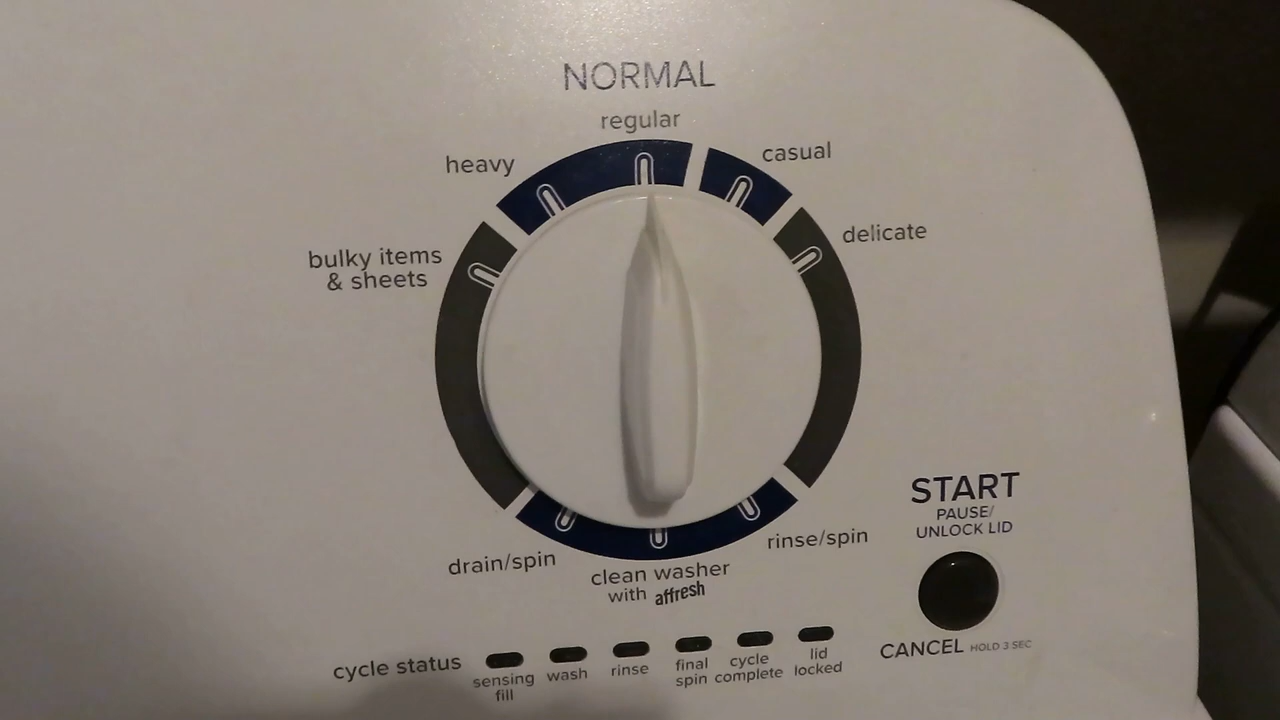 NORMAL
regular
heavy
casual
delicate
bulky items
& sheets
START
PAUSE/
UNLOCK LID
rinse/spin
drain/spin
clean washer
with affresh
CANCEL HOLD 3 SEC
cycle status
sensing
fill
wash
rinse
final
spin
cycle
complete
lid
locked